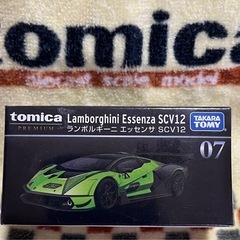 tomica
diecast scale model
tomica
PREMIUM
Lamborghini Essenza SCV12
ランボルギーニ エッセンサ SCV12
TAKARA
TOMY
07